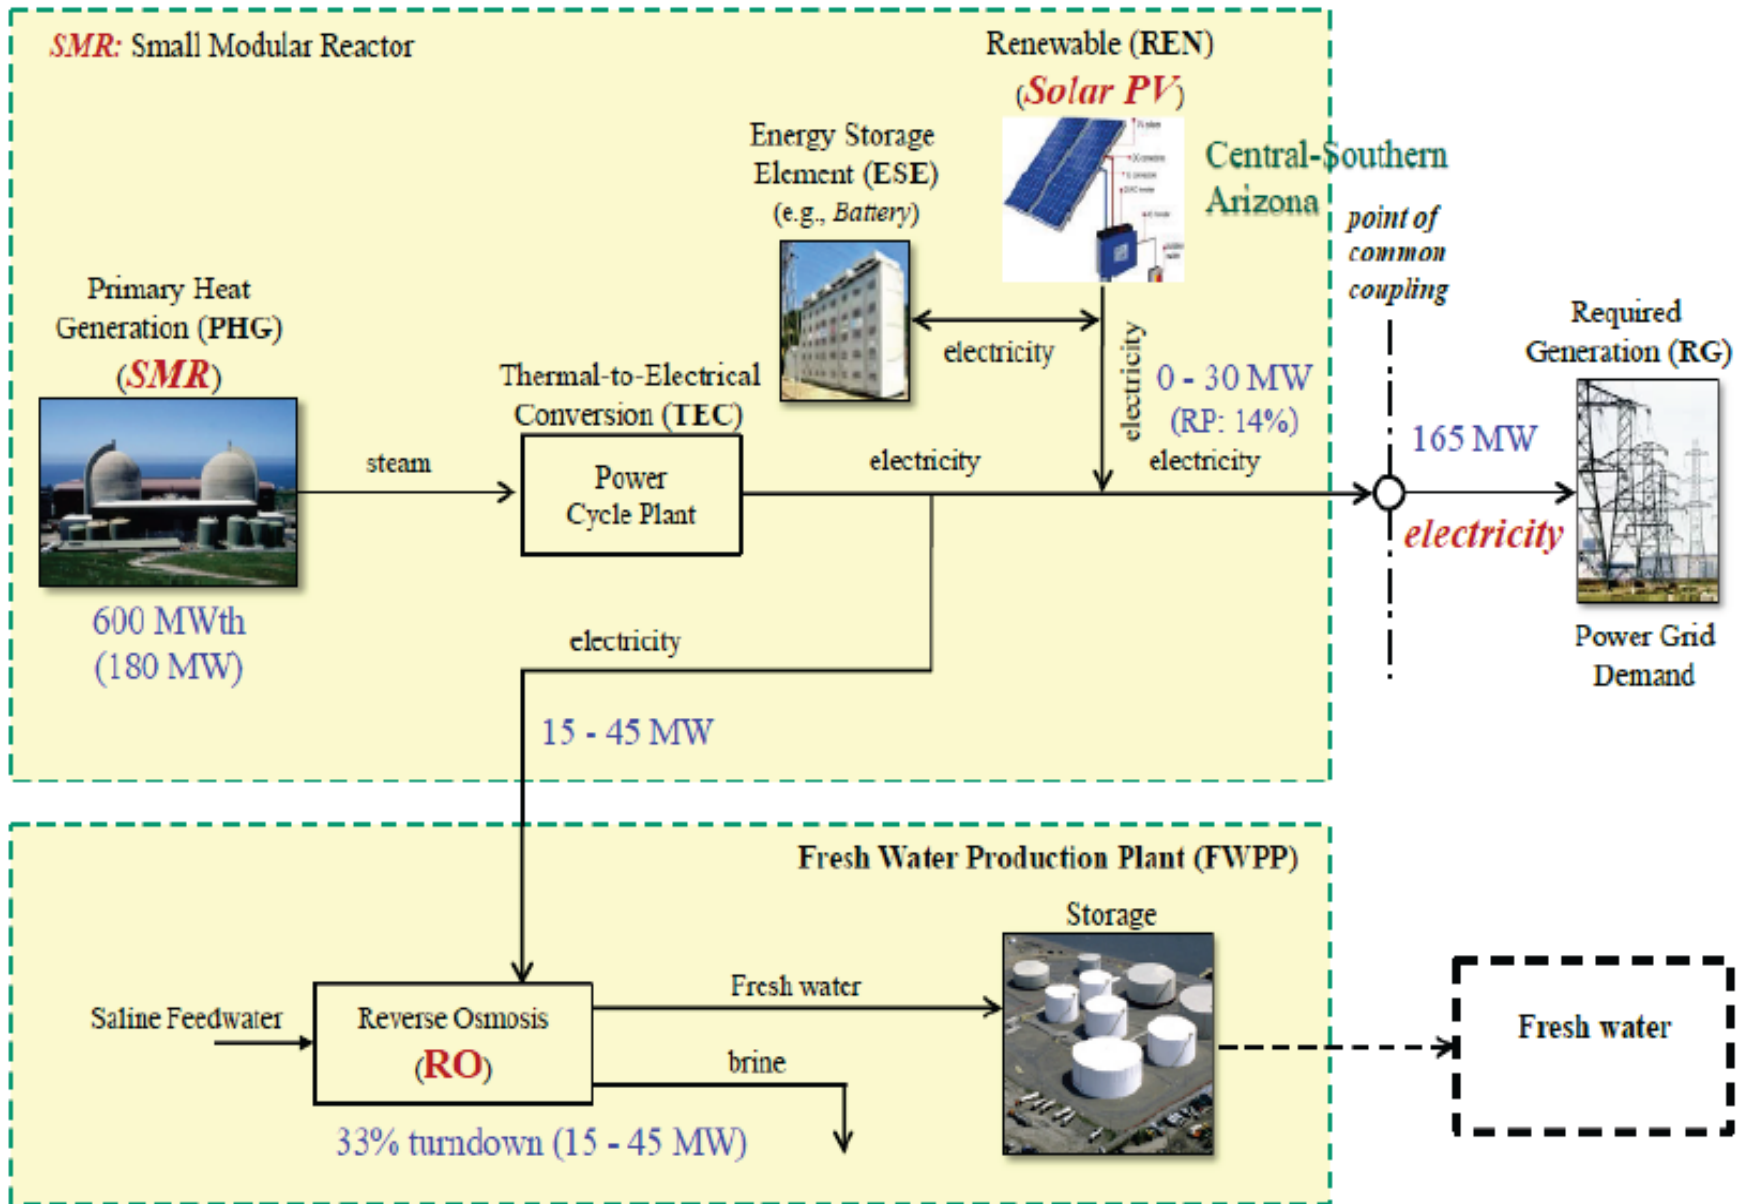 SMR: Small Modular Reactor
Renewable (REN)
(Solar PV)
Energy Storage
Element (ESE)
(e.g., Battery)
Central-Southern
Arizona
point of
common
coupling
Primary Heat
Generation (PHG)
(SMR)
Thermal-to-Electrical
Conversion (TEC)
electricity
electricity
0 - 30 MW
(RP: 14%)
Required
Generation (RG)
165 MW
steam
electricity
electricity
Power
Cycle Plant
electricity
600 MWth
(180 MW)
electricity
Power Grid
Demand
15 - 45 MW
Fresh Water Production Plant (FWPP)
Storage
Saline Feedwater
Reverse Osmosis
(RO)
Fresh water
brine
Fresh water
33% turndown (15 - 45 MW)